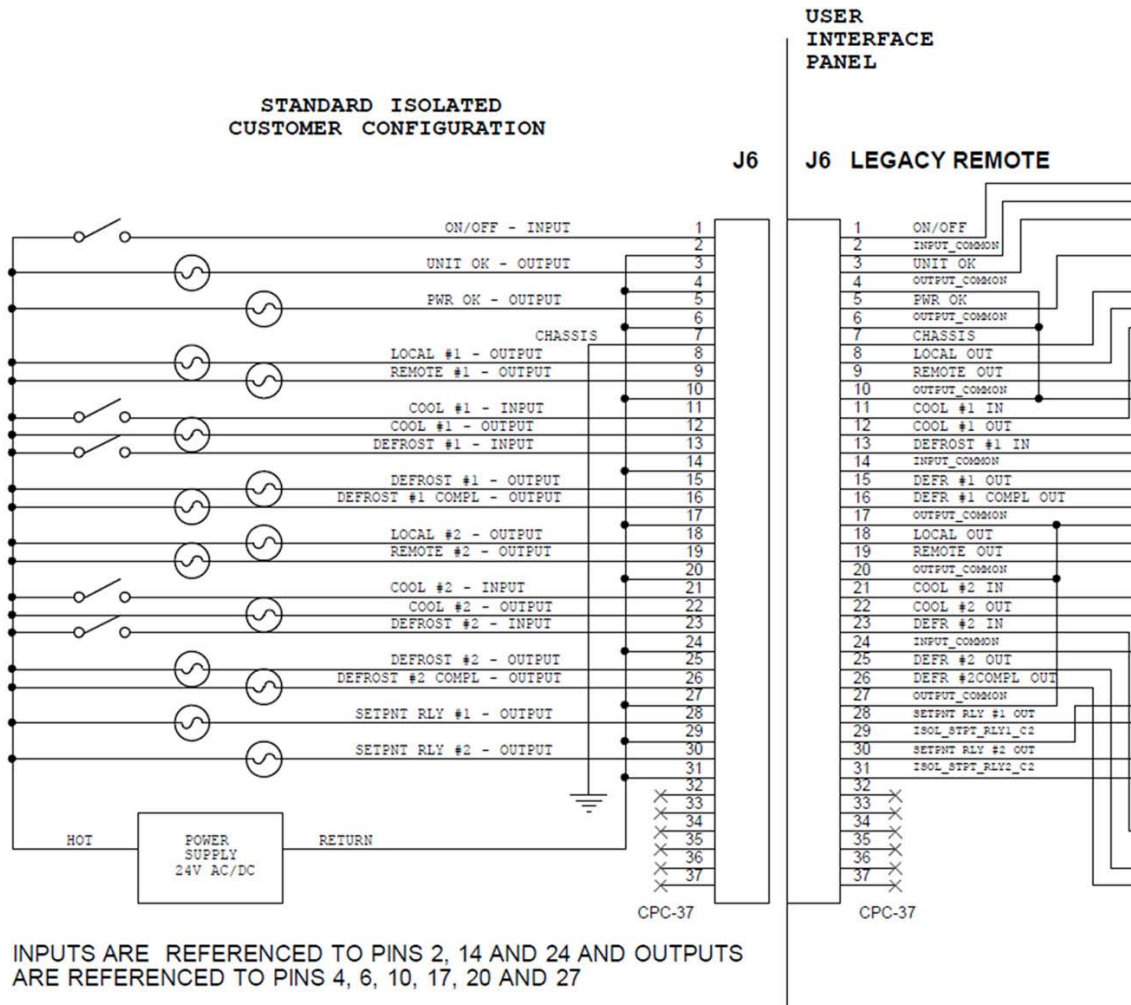 USER
INTERFACE
PANEL
STANDARD ISOLATED
CUSTOMER CONFIGURATION
J6
J6 LEGACY REMOTE
ON/OFF - INPUT 1
2
UNIT OK - OUTPUT 3
4
PWR OK - OUTPUT 5
6
CHASSIS 7
LOCAL #1 - OUTPUT 8
REMOTE #1 - OUTPUT 9
10
COOL #1 - INPUT 11
COOL #1 - OUTPUT 12
DEFROST #1 - INPUT 13
14
DEFROST #1 - OUTPUT 15
DEFROST #1 COMPL - OUTPUT 16
17
LOCAL #2 - OUTPUT 18
REMOTE #2 - OUTPUT 19
20
COOL #2 - INPUT 21
COOL #2 - OUTPUT 22
DEFROST #2 - INPUT 23
24
DEFROST #2 - OUTPUT 25
DEFROST #2 COMPL - OUTPUT 26
27
SETPNT RLY #1 - OUTPUT 28
29
SETPNT RLY #2 - OUTPUT 30
31
32
33
34
35
36
37
CPC-37
HOT
POWER
SUPPLY
24V AC/DC
RETURN
1 ON/OFF
2 INPUT_COMMON
3 UNIT OK
4 OUTPUT_COMMON
5 PWR OK
6 OUTPUT_COMMON
7 CHASSIS
8 LOCAL OUT
9 REMOTE OUT
10 OUTPUT_COMMON
11 COOL #1 IN
12 COOL #1 OUT
13 DEFROST #1 IN
14 INPUT_COMMON
15 DEFR #1 OUT
16 DEFR #1 COMPL OUT
17 OUTPUT_COMMON
18 LOCAL OUT
19 REMOTE OUT
20 OUTPUT_COMMON
21 COOL #2 IN
22 COOL #2 OUT
23 DEFR #2 IN
24 INPUT_COMMON
25 DEFR #2 OUT
26 DEFR #2COMPL OUT
27 OUTPUT_COMMON
28 SETPNT RLY #1 OUT
29 ISOL_STPT_RLY1_C2
30 SETPNT RLY #2 OUT
31 ISOL_STPT_RLY2_C2
32
33
34
35
36
37
CPC-37
INPUTS ARE REFERENCED TO PINS 2, 14 AND 24 AND OUTPUTS
ARE REFERENCED TO PINS 4, 6, 10, 17, 20 AND 27